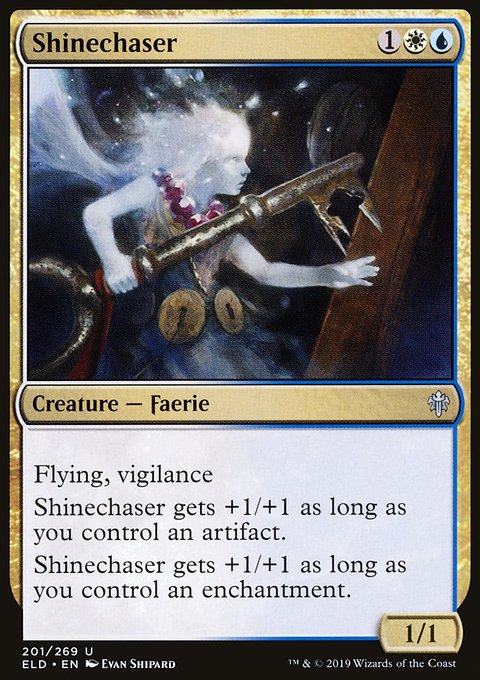 Shinechaser 1
Creature — Faerie
Flying, vigilance
Shinechaser gets +1/+1 as long as
you control an artifact.
Shinechaser gets +1/+1 as long as
you control an enchantment.
1/1
201/269 U
ELD • EN Evan Shipard
™ & © 2019 Wizards of the Coast